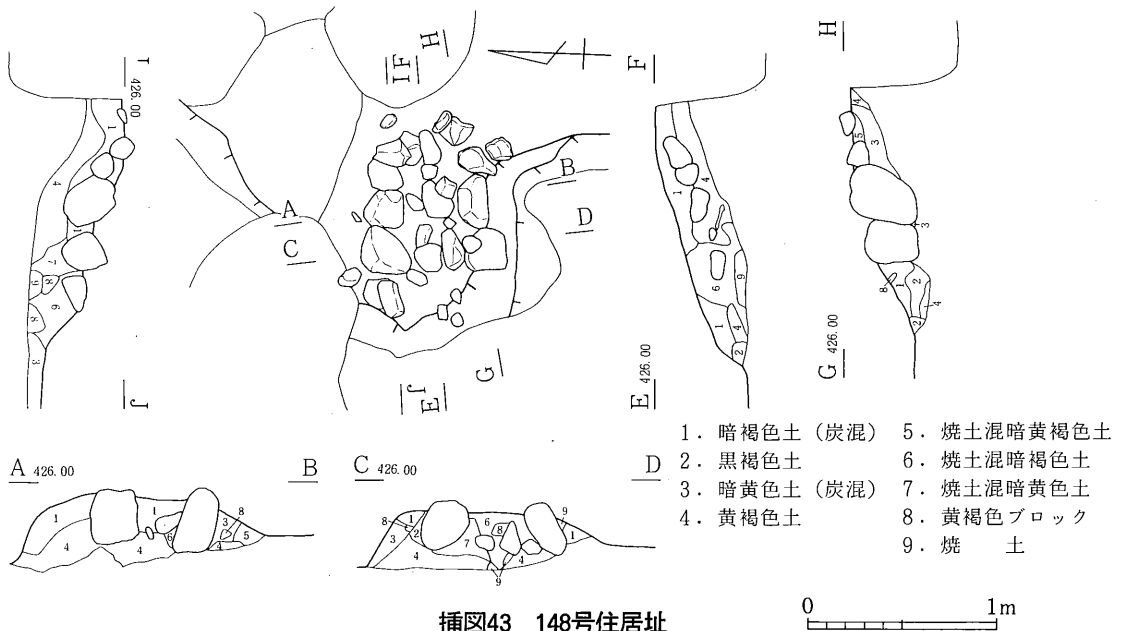 H
H
I F
F
I
426.00
A
B
C
D
G
J
E
J
E 426.00
G 426.00
A 426.00
B
C 426.00
D
1．暗褐色土（炭混）
2．黒褐色土
3．暗黄色土（炭混）
4．黄褐色土
5．焼土混暗黄褐色土
6．焼土混暗褐色土
7．焼土混暗黄色土
8．黄褐色ブロック
9．焼　土
0 1m
挿図43　148号住居址